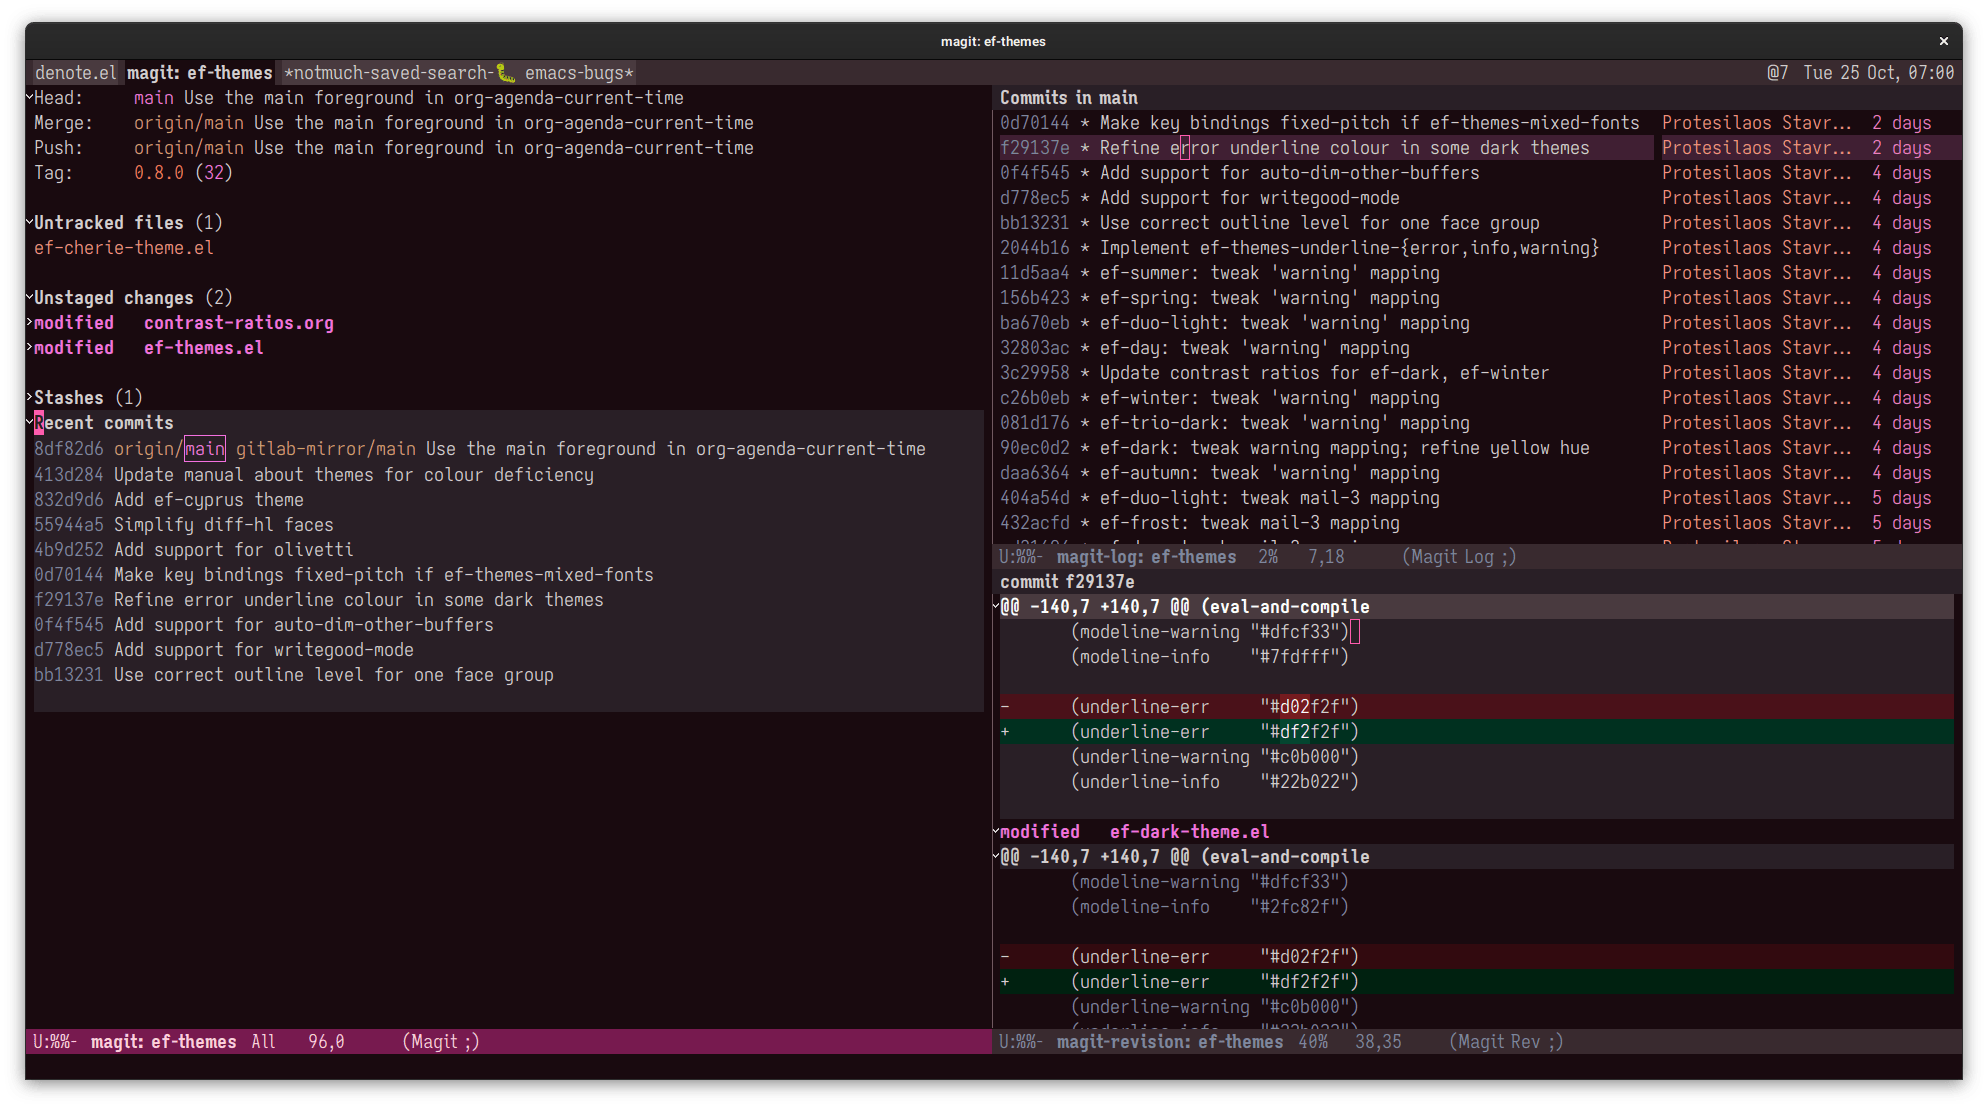 magit: ef-themes ×
denote.el magit: ef-themes *notmuch-saved-search-🐛 emacs-bugs* @7 Tue 25 Oct, 07:00
Head: main Use the main foreground in org-agenda-current-time
Merge: origin/main Use the main foreground in org-agenda-current-time
Push: origin/main Use the main foreground in org-agenda-current-time
Tag: 0.8.0 (32)
Untracked files (1)
ef-cherie-theme.el
Unstaged changes (2)
modified contrast-ratios.org
modified ef-themes.el
Stashes (1)
Recent commits
8df82d6 origin/main gitlab-mirror/main Use the main foreground in org-agenda-current-time
413d284 Update manual about themes for colour deficiency
832d9d6 Add ef-cyprus theme
55944a5 Simplify diff-hl faces
4b9d252 Add support for olivetti
0d70144 Make key bindings fixed-pitch if ef-themes-mixed-fonts
f29137e Refine error underline colour in some dark themes
0f4f545 Add support for auto-dim-other-buffers
d778ec5 Add support for writegood-mode
bb13231 Use correct outline level for one face group
U:%%- magit: ef-themes All 96,0 (Magit ;)
Commits in main
0d70144 * Make key bindings fixed-pitch if ef-themes-mixed-fonts Protesilaos Stavr... 2 days
f29137e * Refine error underline colour in some dark themes Protesilaos Stavr... 2 days
0f4f545 * Add support for auto-dim-other-buffers Protesilaos Stavr... 4 days
d778ec5 * Add support for writegood-mode Protesilaos Stavr... 4 days
bb13231 * Use correct outline level for one face group Protesilaos Stavr... 4 days
2044b16 * Implement ef-themes-underline-{error,info,warning} Protesilaos Stavr... 4 days
11d5aa4 * ef-summer: tweak 'warning' mapping Protesilaos Stavr... 4 days
156b423 * ef-spring: tweak 'warning' mapping Protesilaos Stavr... 4 days
ba670eb * ef-duo-light: tweak 'warning' mapping Protesilaos Stavr... 4 days
32803ac * ef-day: tweak 'warning' mapping Protesilaos Stavr... 4 days
3c29958 * Update contrast ratios for ef-dark, ef-winter Protesilaos Stavr... 4 days
c26b0eb * ef-winter: tweak 'warning' mapping Protesilaos Stavr... 4 days
081d176 * ef-trio-dark: tweak 'warning' mapping Protesilaos Stavr... 4 days
90ec0d2 * ef-dark: tweak warning mapping; refine yellow hue Protesilaos Stavr... 4 days
daa6364 * ef-autumn: tweak 'warning' mapping Protesilaos Stavr... 4 days
404a54d * ef-duo-light: tweak mail-3 mapping Protesilaos Stavr... 5 days
432acfd * ef-frost: tweak mail-3 mapping Protesilaos Stavr... 5 days
U:%%- magit-log: ef-themes 2% 7,18 (Magit Log ;)
commit f29137e
@@ -140,7 +140,7 @@ (eval-and-compile
(modeline-warning "#dfcf33")
(modeline-info "#7fdfff")
- (underline-err "#d02f2f")
+ (underline-err "#df2f2f")
(underline-warning "#c0b000")
(underline-info "#22b022")
modified ef-dark-theme.el
@@ -140,7 +140,7 @@ (eval-and-compile
(modeline-warning "#dfcf33")
(modeline-info "#2fc82f")
- (underline-err "#d02f2f")
+ (underline-err "#df2f2f")
(underline-warning "#c0b000")
U:%%- magit-revision: ef-themes 40% 38,35 (Magit Rev ;)